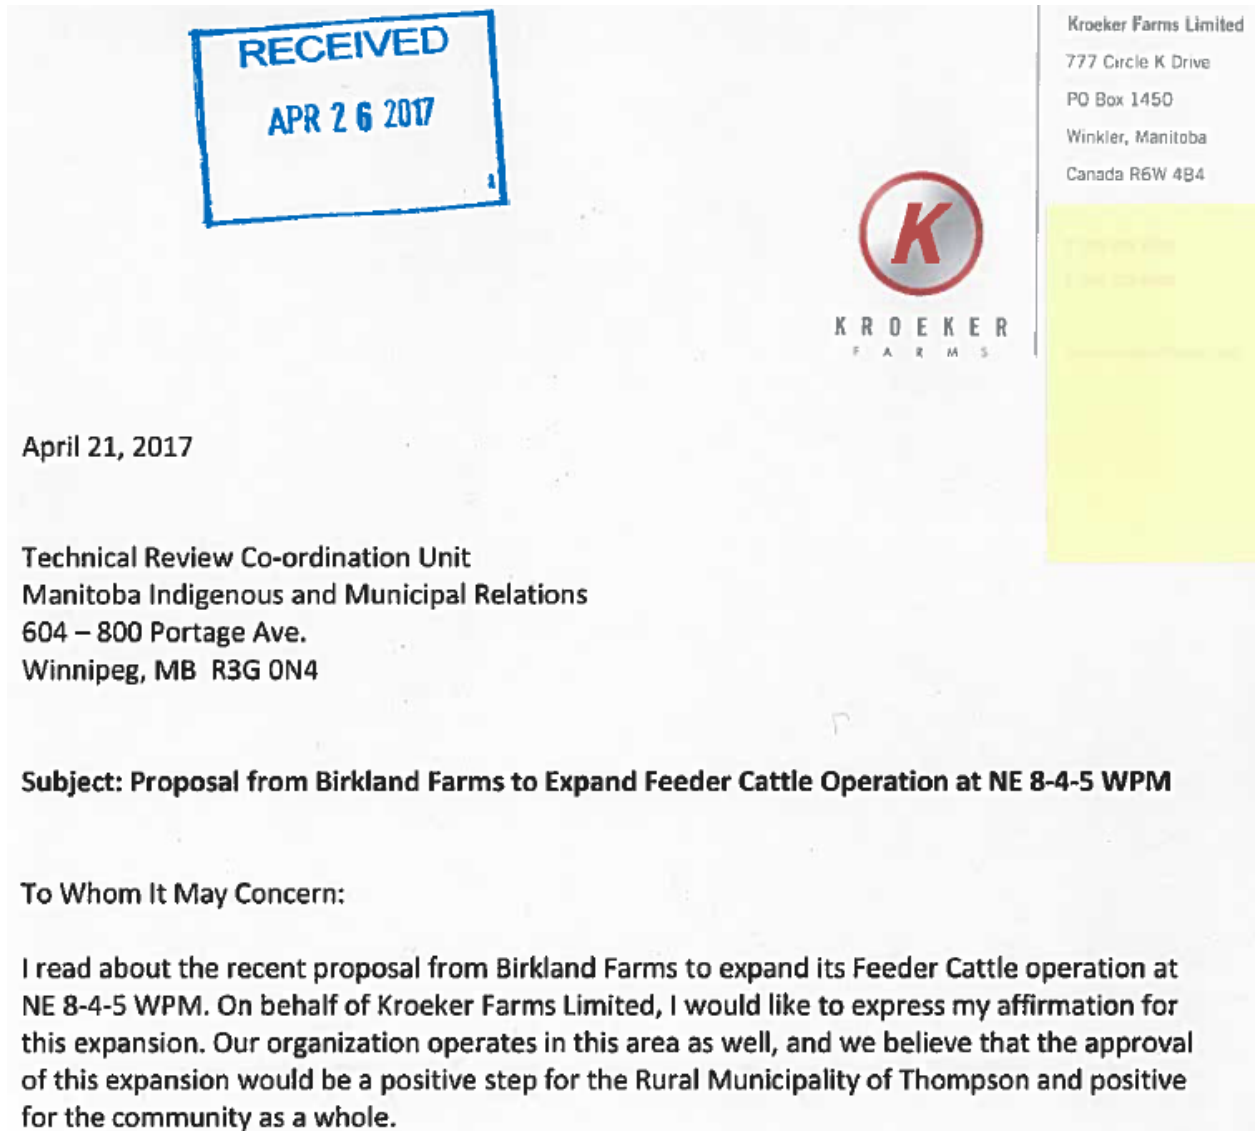 RECEIVED
APR 26 2017
Kroeker Farms Limited
777 Circle K Drive
PO Box 1450
Winkler, Manitoba
Canada R6W 4B4
K
KROEKER
FARMS
April 21, 2017
Technical Review Co-ordination Unit
Manitoba Indigenous and Municipal Relations
604 – 800 Portage Ave.
Winnipeg, MB R3G 0N4
Subject: Proposal from Birkland Farms to Expand Feeder Cattle Operation at NE 8-4-5 WPM
To Whom It May Concern:
I read about the recent proposal from Birkland Farms to expand its Feeder Cattle operation at
NE 8-4-5 WPM. On behalf of Kroeker Farms Limited, I would like to express my affirmation for
this expansion. Our organization operates in this area as well, and we believe that the approval
of this expansion would be a positive step for the Rural Municipality of Thompson and positive
for the community as a whole.